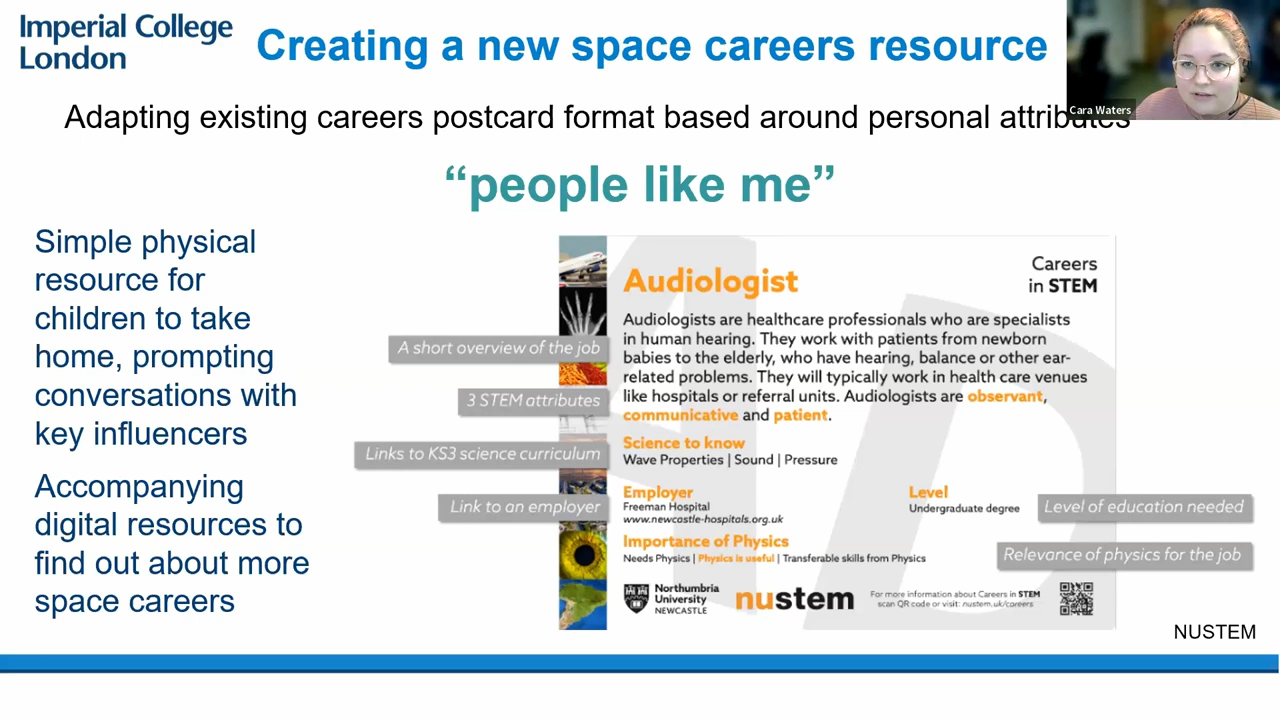 Imperial College
London
Creating a new space careers resource
Cara Waters
Adapting existing careers postcard format based around personal attributes
“people like me”
Simple physical
resource for
children to take
home, prompting
conversations with
key influencers
Accompanying
digital resources to
find out about more
space careers
Audiologist
Careers
in STEM
Audiologists are healthcare professionals who are specialists
in human hearing. They work with patients from newborn
babies to the elderly, who have hearing, balance or other ear-
related problems. They will typically work in health care venues
like hospitals or referral units. Audiologists are observant,
communicative and patient.
A short overview of the job
3 STEM attributes
Links to KS3 science curriculum
Link to an employer
Science to know
Wave Properties | Sound | Pressure
Employer
Freeman Hospital
www.newcastle-hospitals.org.uk
Level
Undergraduate degree
Level of education needed
Importance of Physics
Needs Physics | Physics is useful | Transferable skills from Physics
Relevance of physics for the job
Northumbria
University
NEWCASTLE
nustem
For more information about Careers in STEM
scan QR code or visit: nustem.uk/careers
NUSTEM